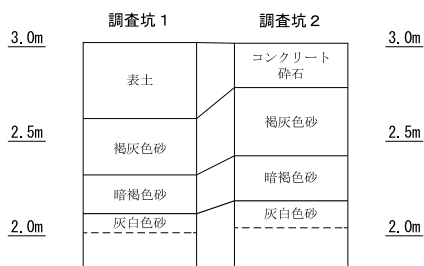 調査坑1 調査坑2
3.0m 3.0m
コンクリート
砕石
表土
褐灰色砂
2.5m 2.5m
褐灰色砂
暗褐色砂
暗褐色砂
灰白色砂
灰白色砂
2.0m 2.0m